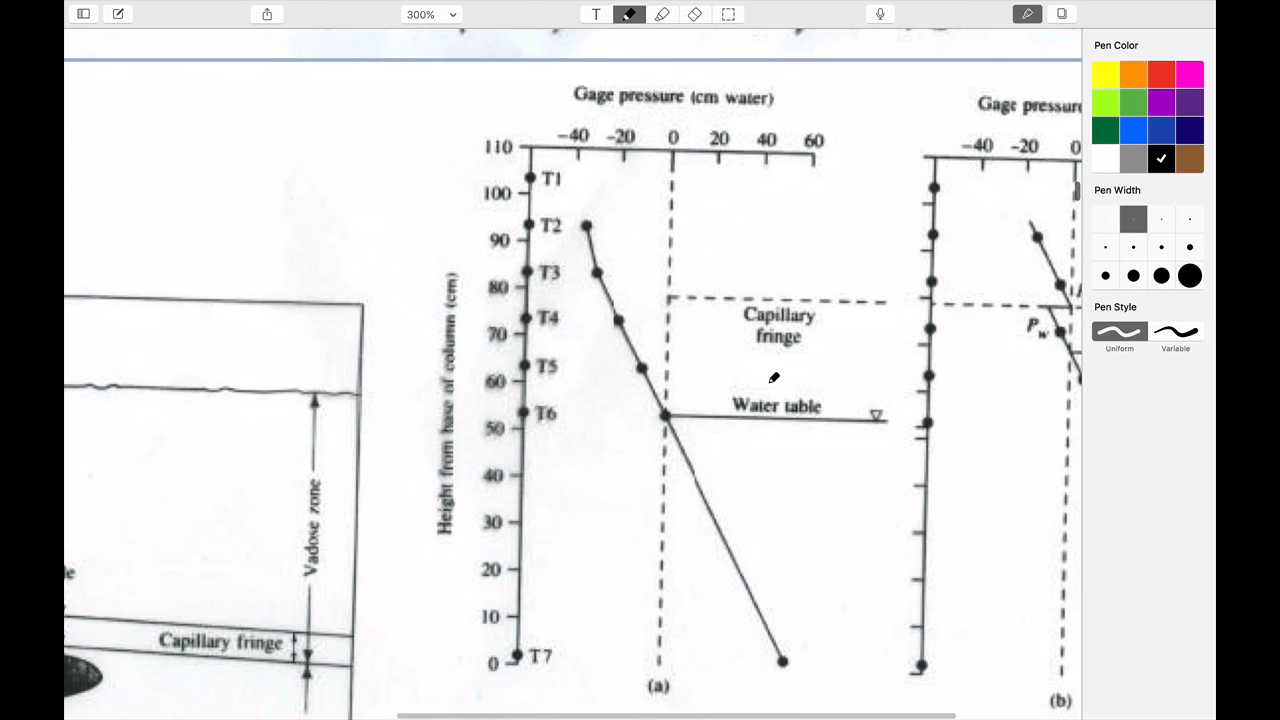 300%
T
Pen Color
Pen Width
Pen Style
Uniform
Variable
Gage pressure (cm water)
-40 -20 0 20 40 60
Height from base of column (cm)
110
100
90
80
70
60
50
40
30
20
10
0
T1
T2
T3
T4
T5
T6
T7
Capillary
fringe
Water table
(a)
Gage pressure
-40 -20 0
Pw
(b)
Vadose zone
Capillary fringe